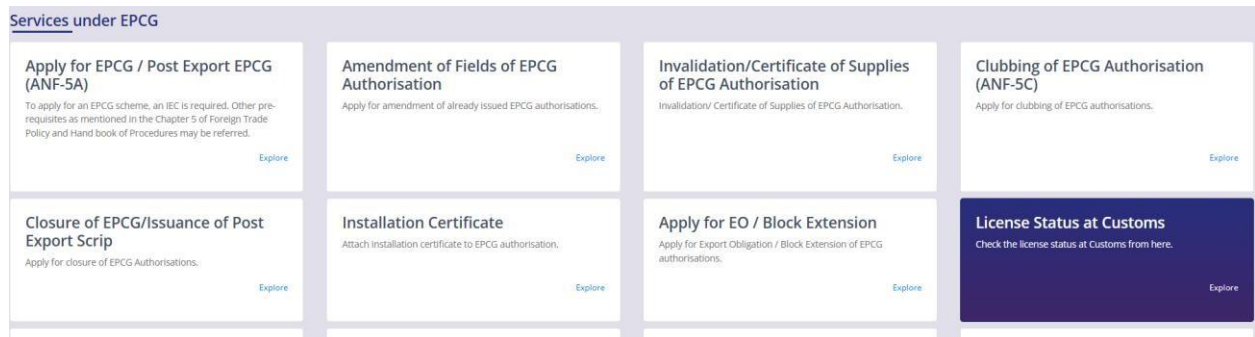 Services under EPCG
Apply for EPCG / Post Export EPCG
(ANF-5A)
To apply for an EPCG scheme, an IEC is required. Other pre-
requisites as mentioned in the Chapter 5 of Foreign Trade
Policy and Hand book of Procedures may be referred.
Explore
Amendment of Fields of EPCG
Authorisation
Apply for amendment of already issued EPCG authorisations.
Explore
Invalidation/Certificate of Supplies
of EPCG Authorisation
Invalidation/ Certificate of Supplies of EPCG Authorisation.
Explore
Clubbing of EPCG Authorisation
(ANF-5C)
Apply for clubbing of EPCG authorisations.
Explore
Closure of EPCG/Issuance of Post
Export Scrip
Apply for closure of EPCG Authorisations.
Explore
Installation Certificate
Attach installation certificate to EPCG authorisation.
Explore
Apply for EO / Block Extension
Apply for Export Obligation / Block Extension of EPCG
authorisations.
Explore
License Status at Customs
Check the license status at Customs from here.
Explore